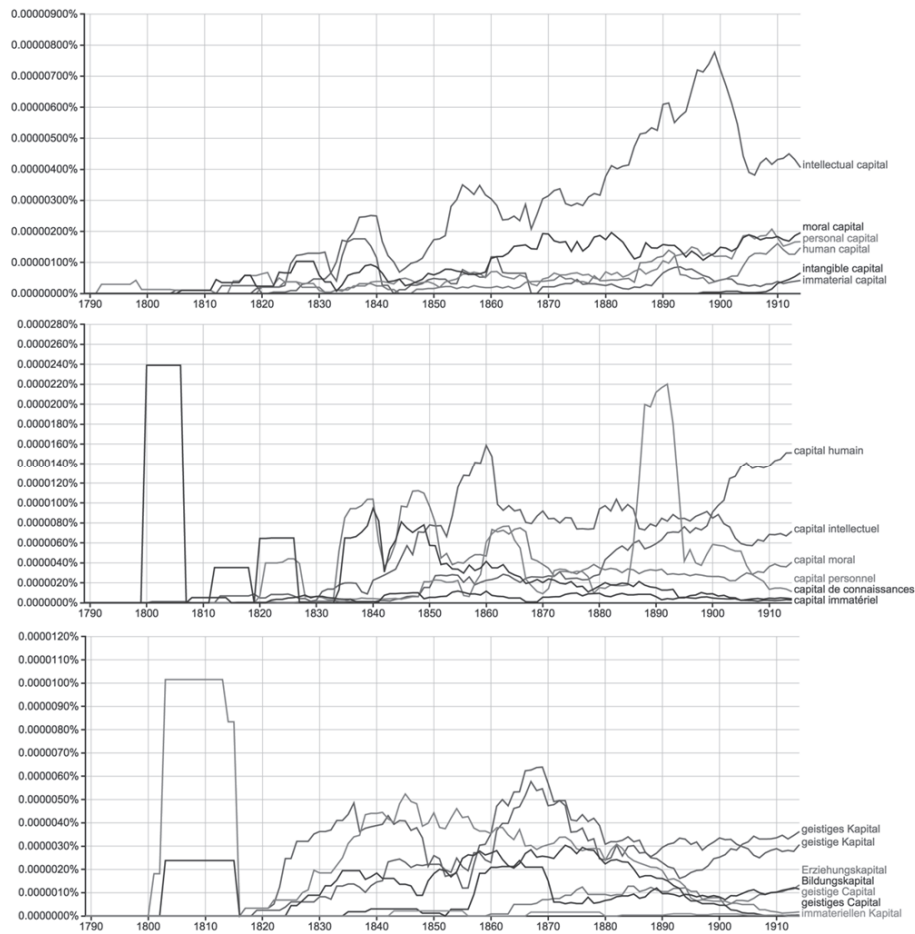 0.00000900%
0.00000800%
0.00000700%
0.00000600%
0.00000500%
0.00000400%
0.00000300%
0.00000200%
0.00000100%
0.00000000%
intellectual capital
moral capital
personal capital
human capital
intangible capital
immaterial capital
1790 1800 1810 1820 1830 1840 1850 1860 1870 1880 1890 1900 1910
0.0000280%
0.0000260%
0.0000240%
0.0000220%
0.0000200%
0.0000180%
0.0000160%
0.0000140%
0.0000120%
0.0000100%
0.0000080%
0.0000060%
0.0000040%
0.0000020%
0.0000000%
capital humain
capital intellectuel
capital moral
capital personnel
capital de connaissances
capital immatériel
1790 1800 1810 1820 1830 1840 1850 1860 1870 1880 1890 1900 1910
0.0000120%
0.0000110%
0.0000100%
0.0000090%
0.0000080%
0.0000070%
0.0000060%
0.0000050%
0.0000040%
0.0000030%
0.0000020%
0.0000010%
0.0000000%
geistiges Kapital
geistige Kapital
Erziehungskapital
Bildungskapital
geistige Capital
geistiges Capital
immateriellen Kapital
1790 1800 1810 1820 1830 1840 1850 1860 1870 1880 1890 1900 1910